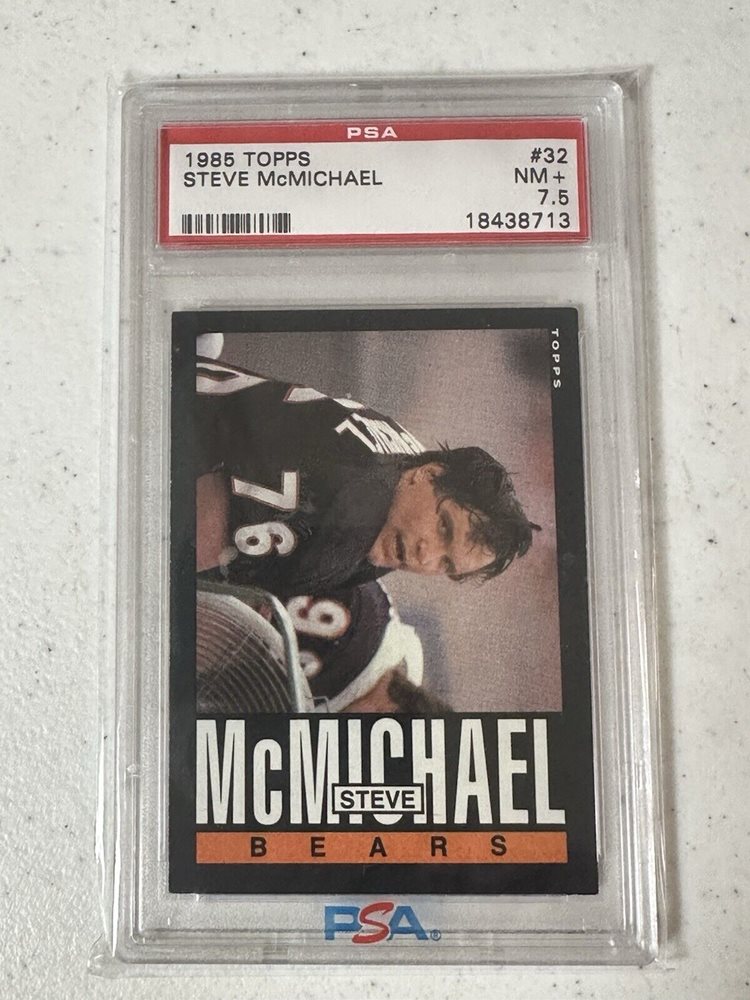 PSA
1985 TOPPS #32
STEVE McMICHAEL NM+
7.5
18438713
TOPPS
76
McMICHAEL
STEVE
BEARS
PSA®